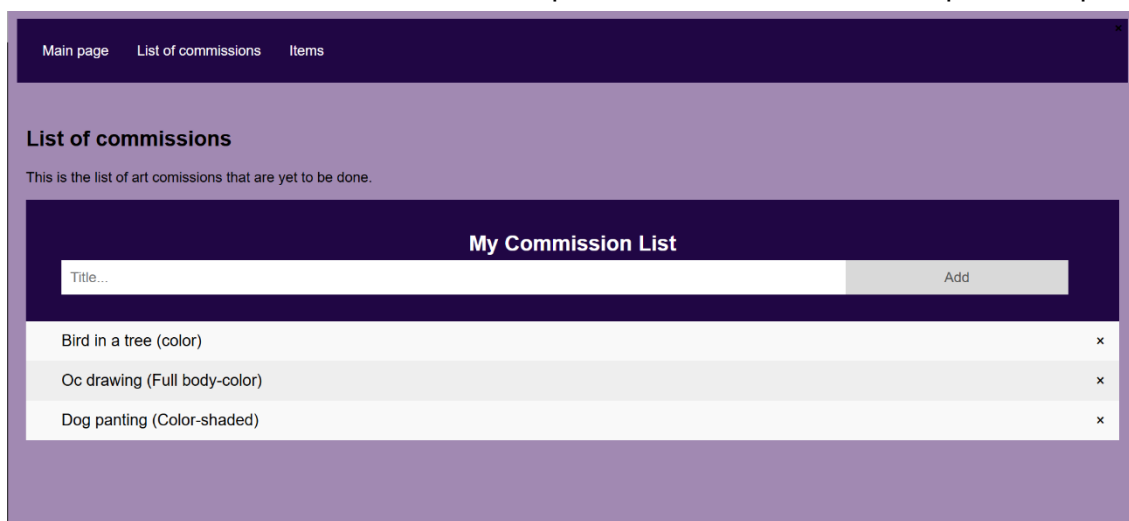 Main page List of commissions Items ×
List of commissions
This is the list of art comissions that are yet to be done.
My Commission List
Title... Add
Bird in a tree (color) ×
Oc drawing (Full body-color) ×
Dog panting (Color-shaded) ×